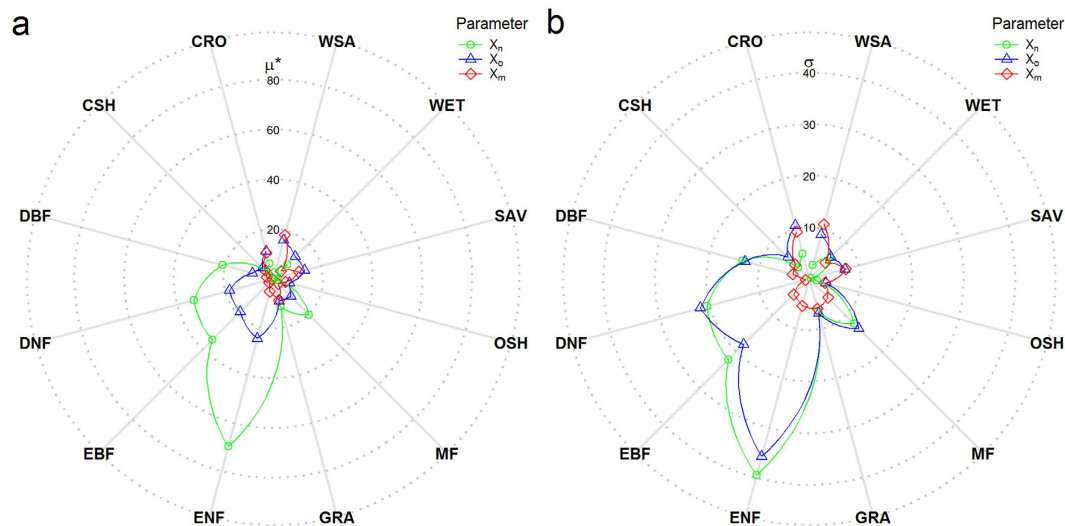 a
Parameter
Xn
Xo
Xm
μ*
80
60
40
20
CRO
WSA
WET
SAV
OSH
MF
GRA
ENF
EBF
DNF
DBF
CSH
b
Parameter
Xn
Xo
Xm
σ
40
30
20
10
CRO
WSA
WET
SAV
OSH
MF
GRA
ENF
EBF
DNF
DBF
CSH